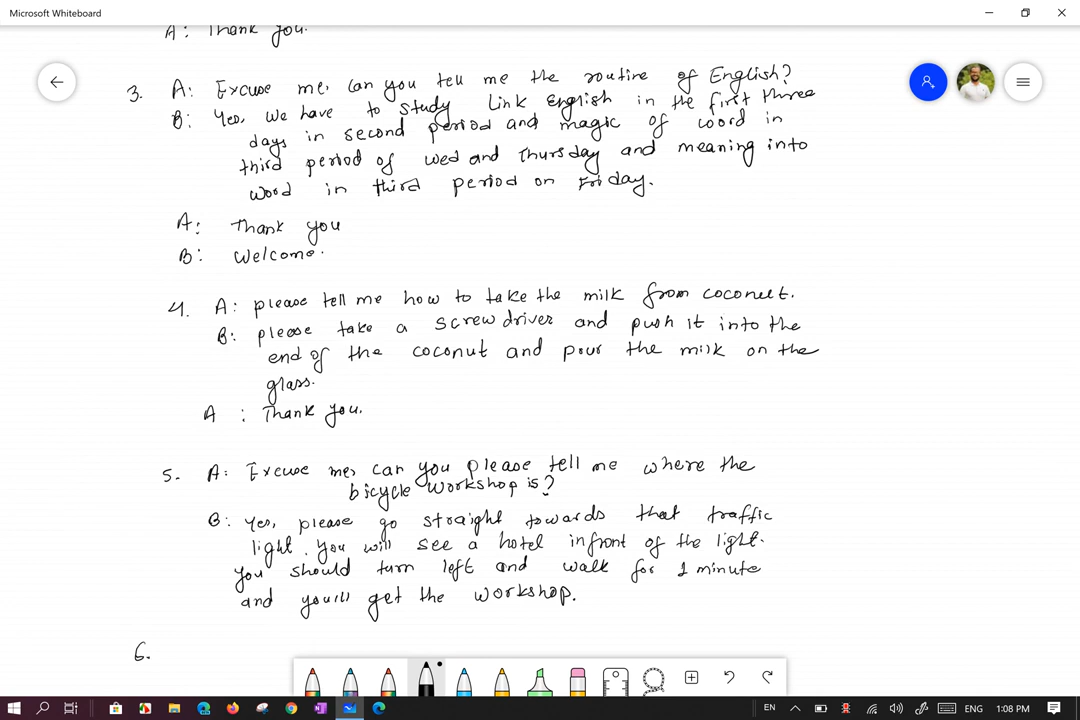 Microsoft Whiteboard
A: Thank you.
3. A: Excuse me, can you tell me the routine of English?
B: Yes, we have to study Link English in the first three
days in second period and magic of word in
third period of wed and Thursday and meaning into
word in third period on Friday.
A: Thank you
B: Welcome.
4. A: please tell me how to take the milk from coconut.
B: please take a screw driver and push it into the
end of the coconut and pour the milk on the
glass.
A : Thank you.
5. A: Excuse me, can you please tell me where the
bicycle workshop is?
B: Yes, please go straight towards that traffic
light. You will see a hotel infront of the light.
you should turn left and walk for 1 minute
and you'll get the workshop.
6.
EN
ENG
1:08 PM